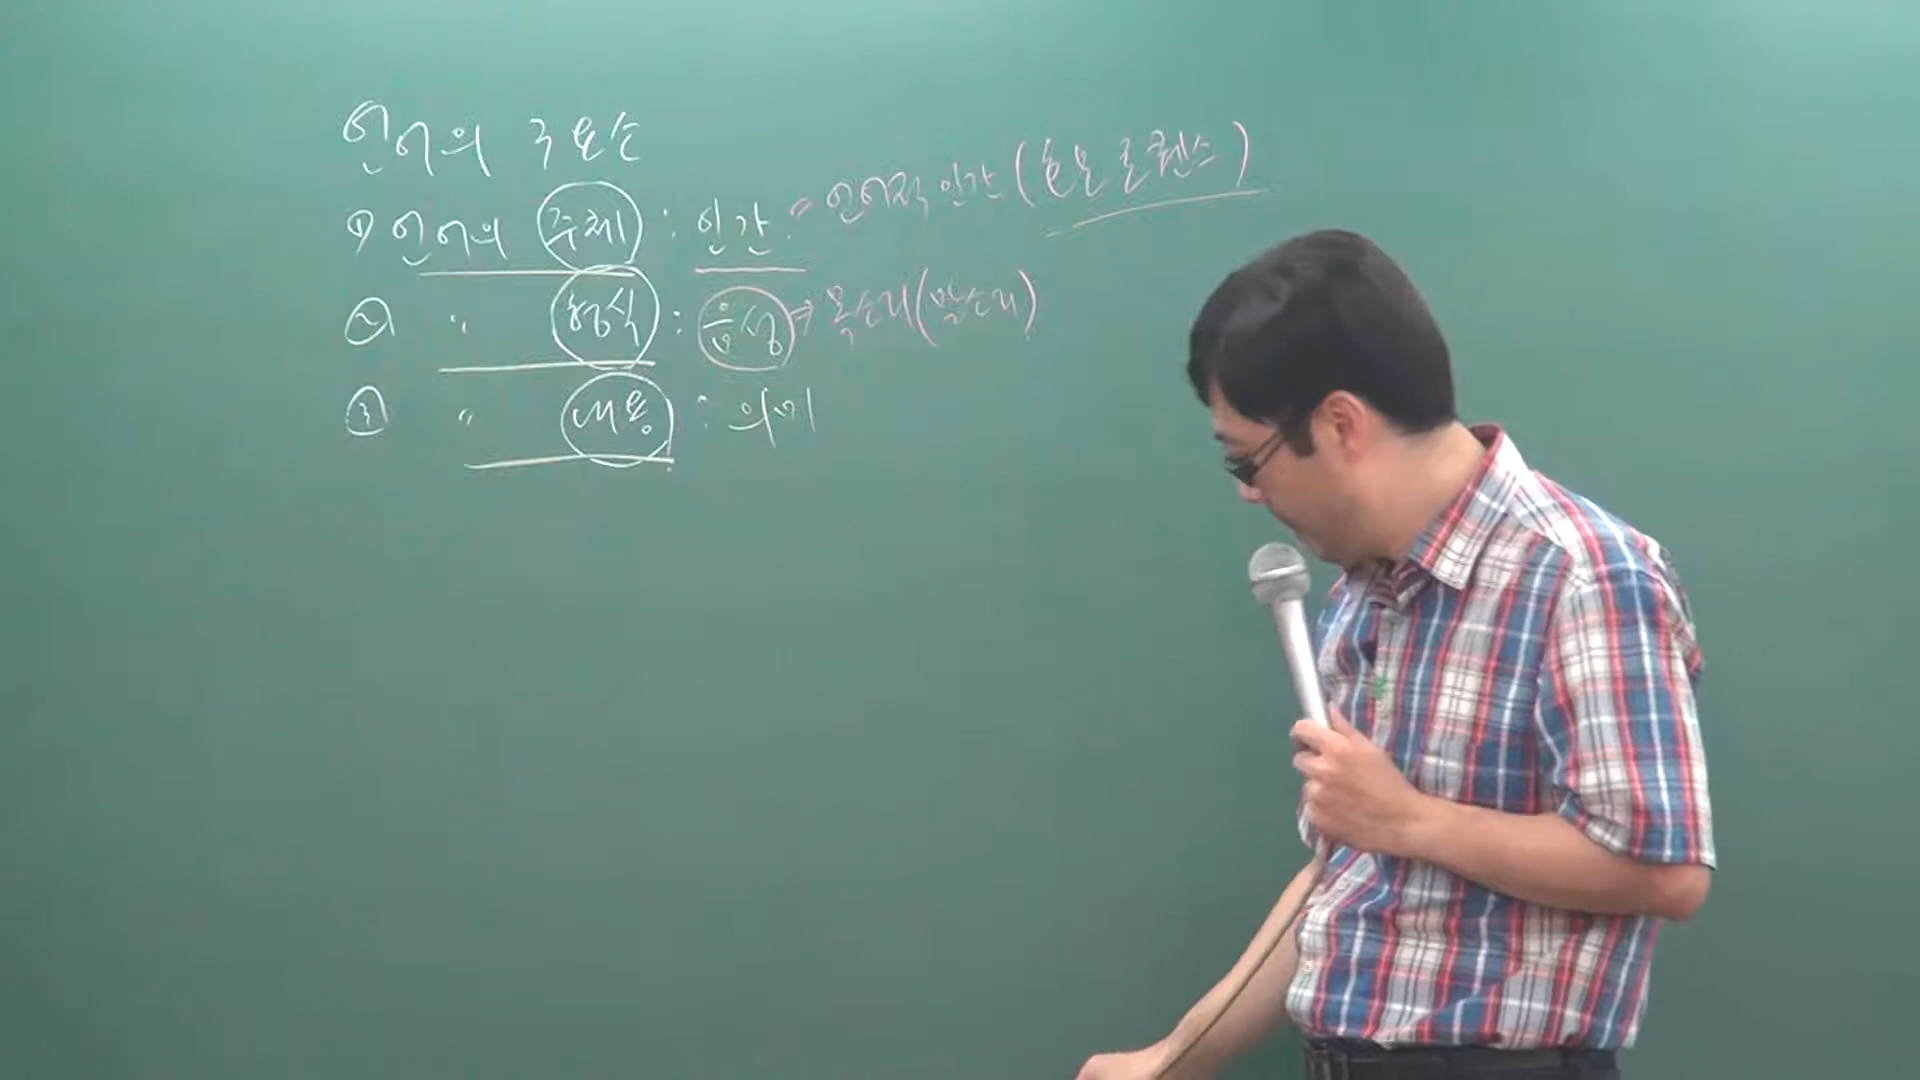 언어의 3요소
① 언어의 주체 : 인간 = 언어적 인간 (호모 로퀜스)
② 〃 형식 : 음성 ⇒ 목소리 (말소리)
③ 〃 내용 : 의미